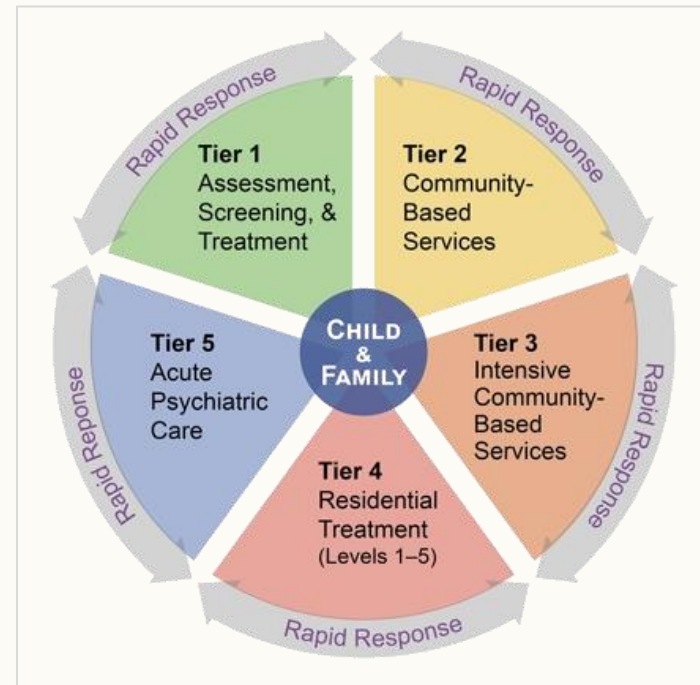 Rapid Response
Rapid Response
Tier 1
Assessment,
Screening, &
Treatment
Tier 2
Community-
Based
Services
CHILD
&
FAMILY
Tier 5
Acute
Psychiatric
Care
Tier 3
Intensive
Community-
Based
Services
Rapid Reponse
Rapid Response
Tier 4
Residential
Treatment
(Levels 1–5)
Rapid Response